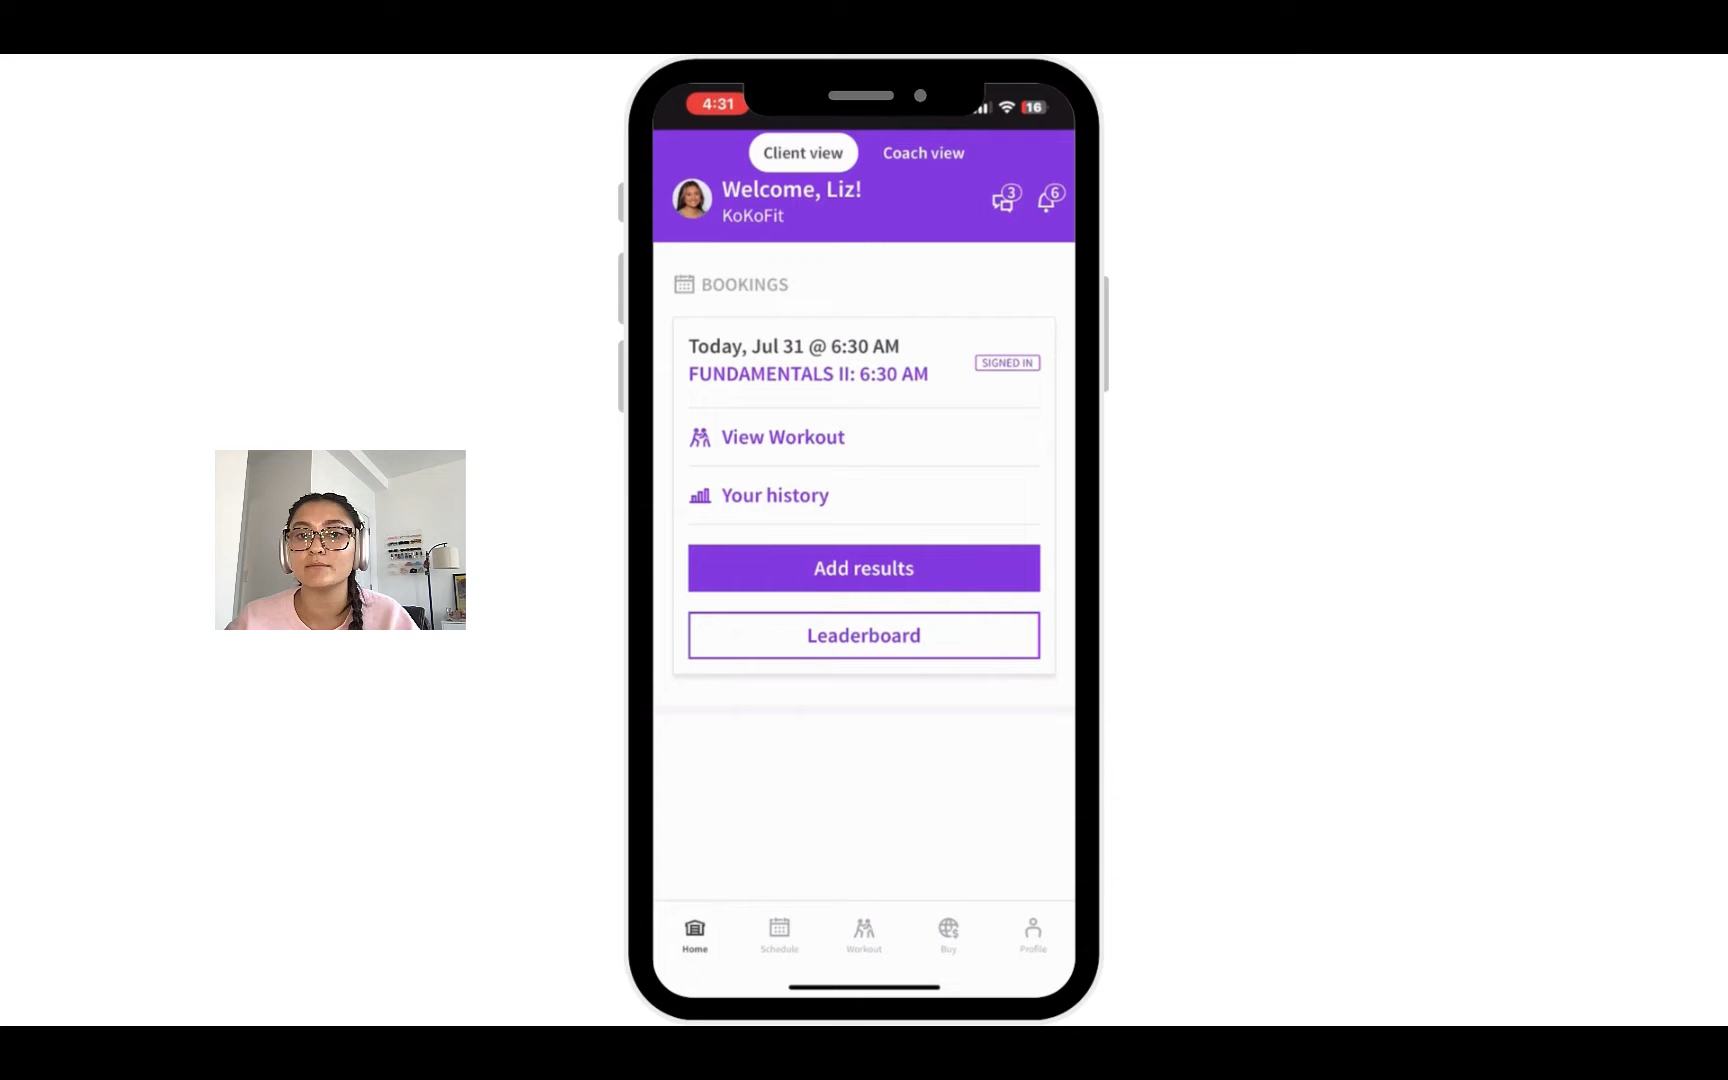 4:31
16
Client view
Coach view
Welcome, Liz!
KoKoFit
3
6
BOOKINGS
Today, Jul 31 @ 6:30 AM
FUNDAMENTALS II: 6:30 AM
SIGNED IN
View Workout
Your history
Add results
Leaderboard
Home
Schedule
Workout
Buy
Profile